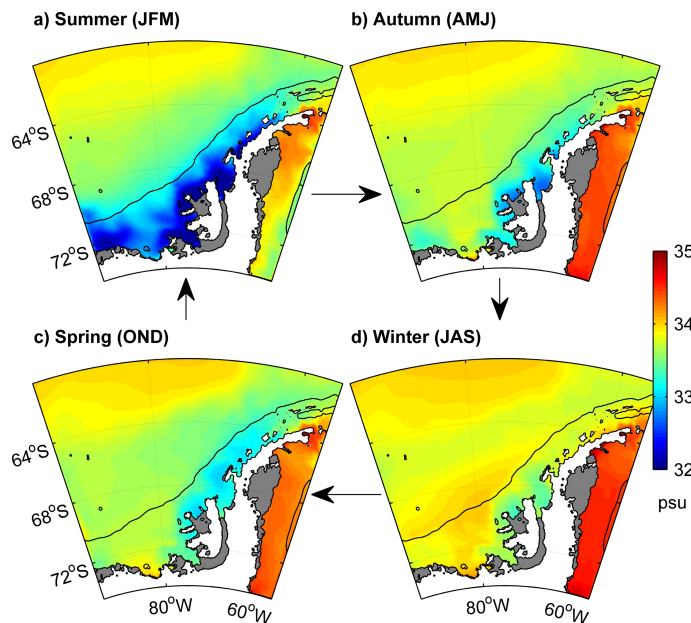 a) Summer (JFM)
b) Autumn (AMJ)
64°S
68°S
72°S
c) Spring (OND)
d) Winter (JAS)
35
34
33
32
psu
64°S
68°S
72°S
80°W
60°W
80°W
60°W